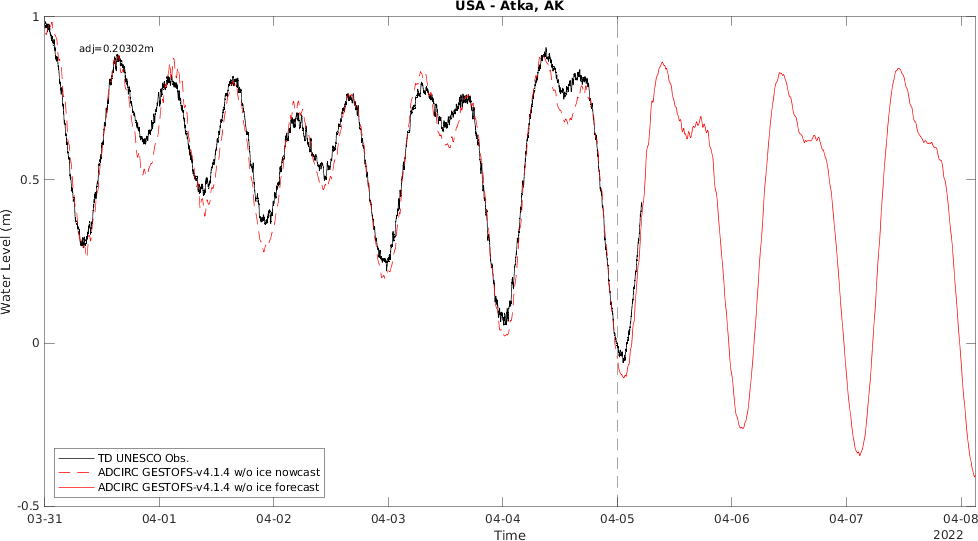 USA - Atka, AK
1
adj=0.20302m
0.5
Water Level (m)
0
TD UNESCO Obs.
ADCIRC GESTOFS-v4.1.4 w/o ice nowcast
ADCIRC GESTOFS-v4.1.4 w/o ice forecast
-0.5
03-31 04-01 04-02 04-03 04-04 04-05 04-06 04-07 04-08
Time
2022